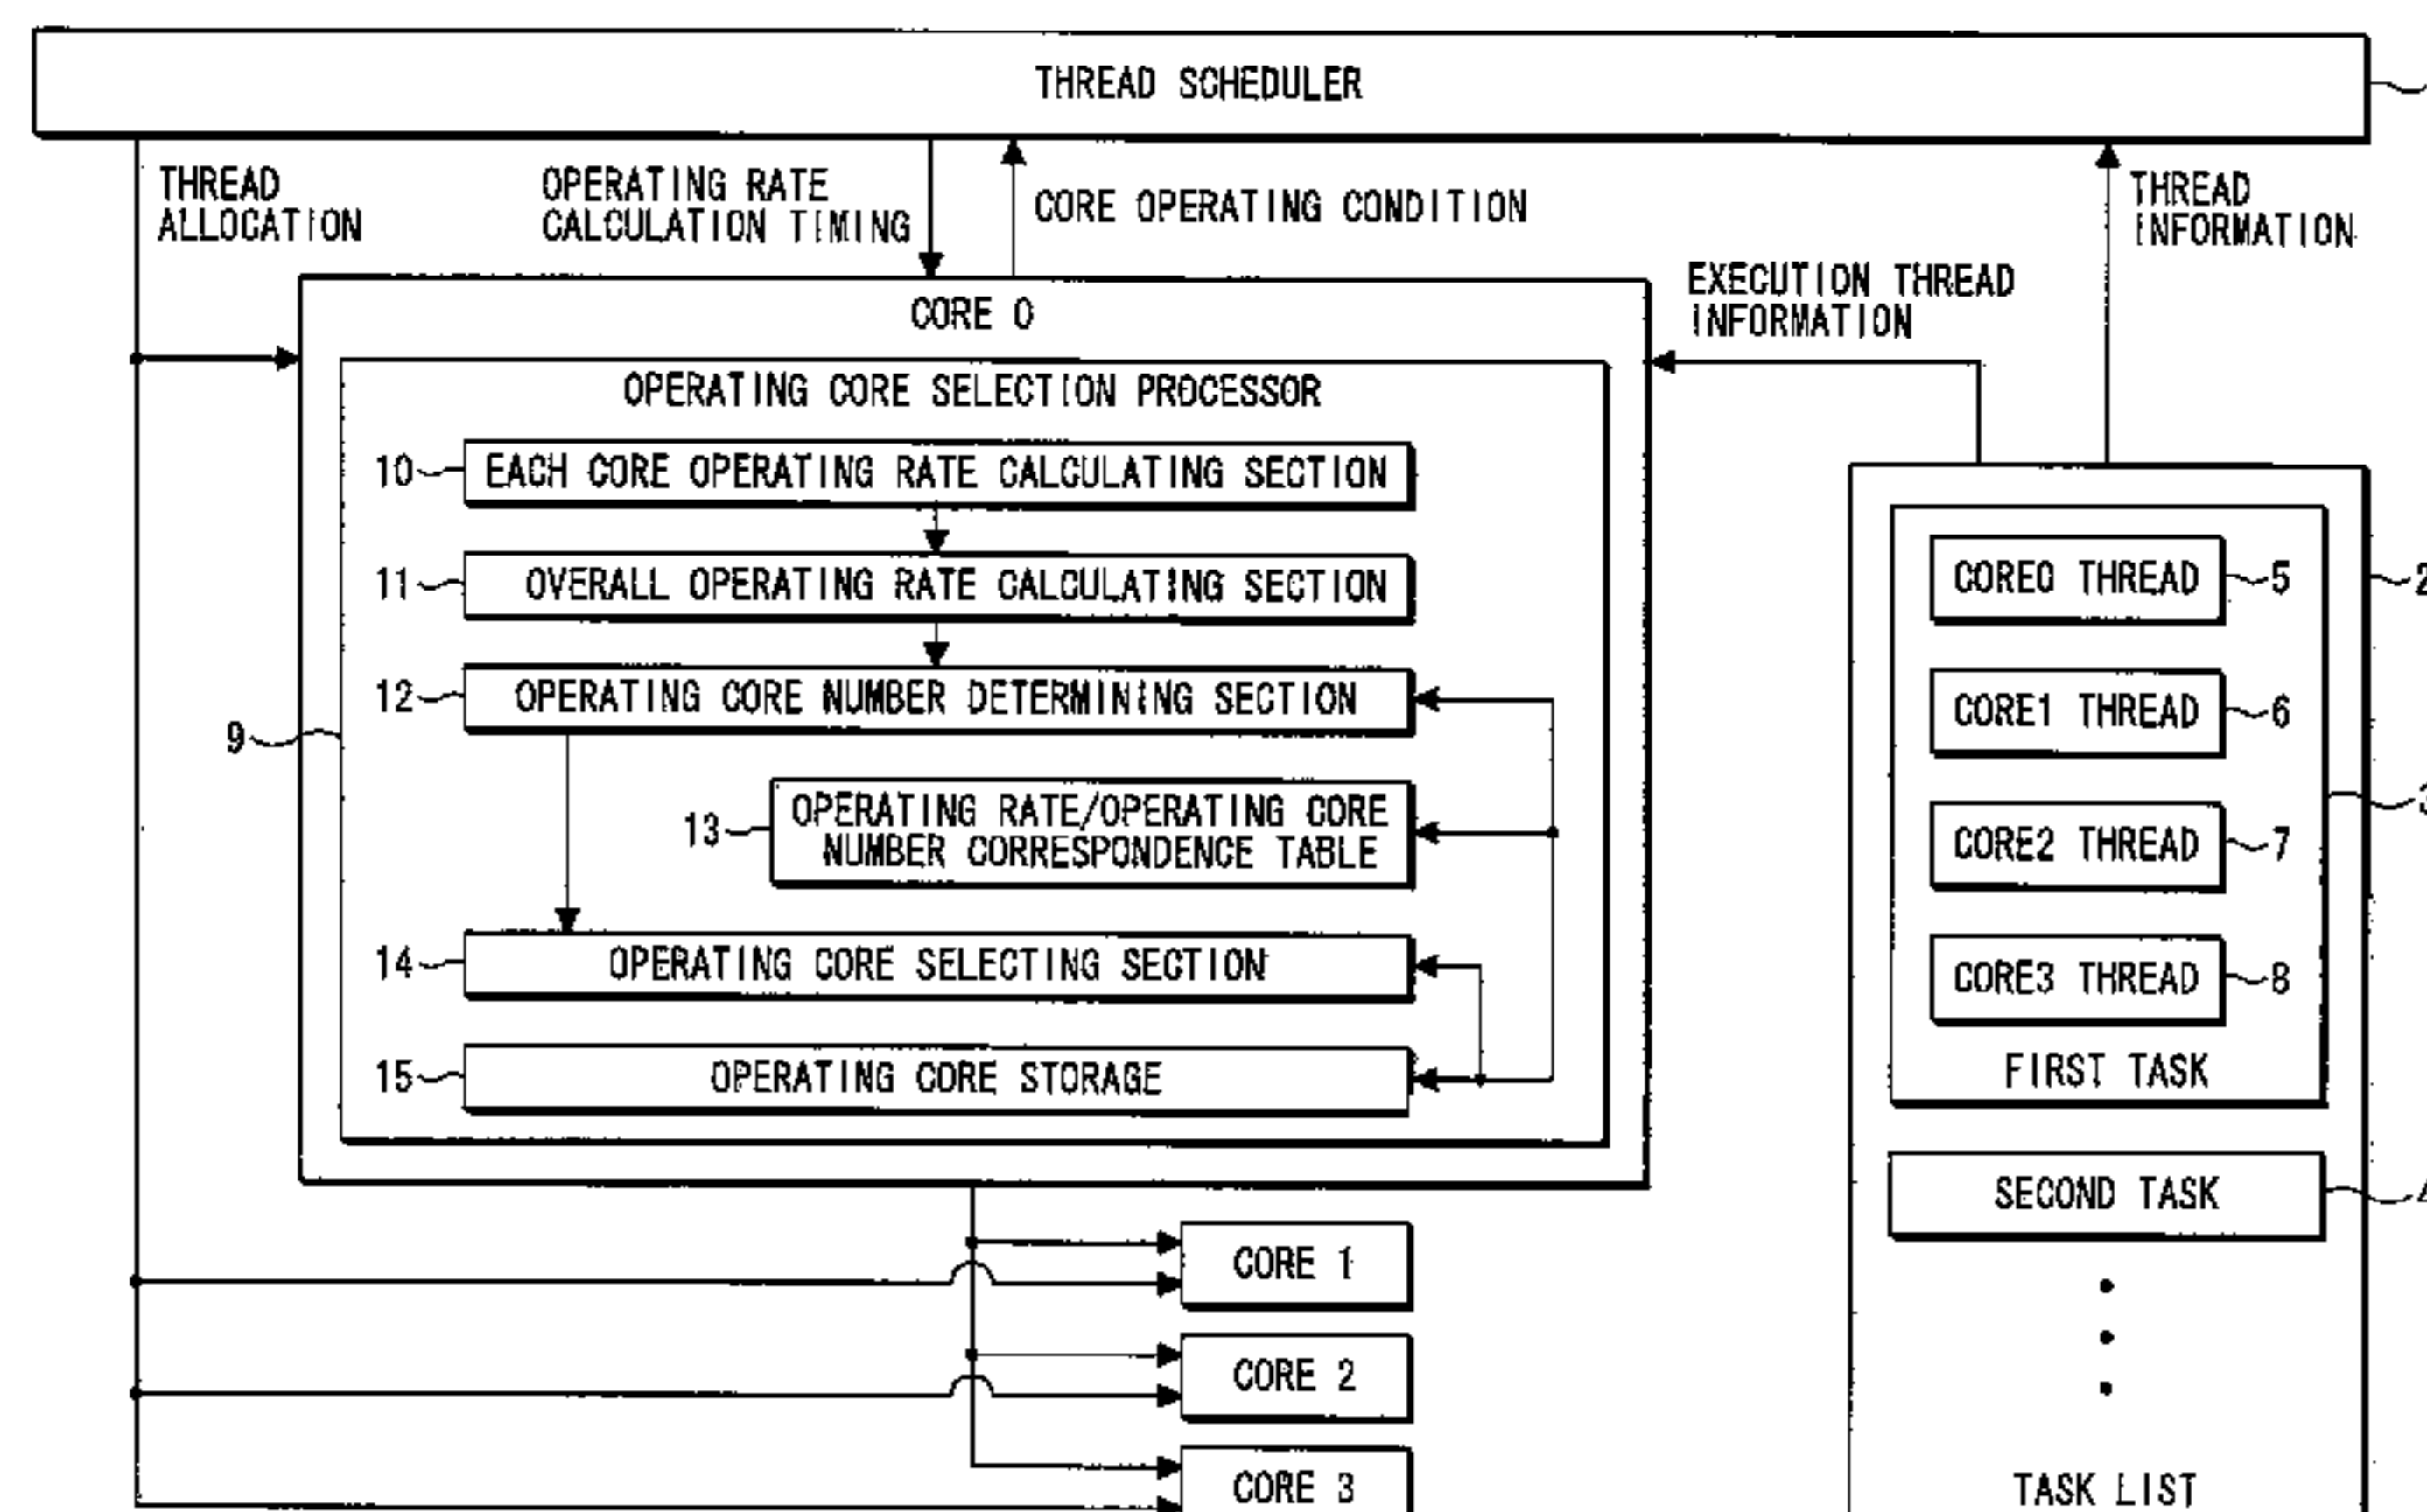 THREAD SCHEDULER
THREAD
ALLOCATION
OPERATING RATE
CALCULATION TIMING
CORE OPERATING CONDITION
THREAD
INFORMATION
EXECUTION THREAD
INFORMATION
CORE 0
OPERATING CORE SELECTION PROCESSOR
10 EACH CORE OPERATING RATE CALCULATING SECTION
11 OVERALL OPERATING RATE CALCULATING SECTION
12 OPERATING CORE NUMBER DETERMINING SECTION
9
13 OPERATING RATE/OPERATING CORE
NUMBER CORRESPONDENCE TABLE
14 OPERATING CORE SELECTING SECTION
15 OPERATING CORE STORAGE
CORE 1
CORE 2
CORE 3
CORE0 THREAD 5
2
CORE1 THREAD 6
3
CORE2 THREAD 7
CORE3 THREAD 8
FIRST TASK
SECOND TASK 4
TASK LIST